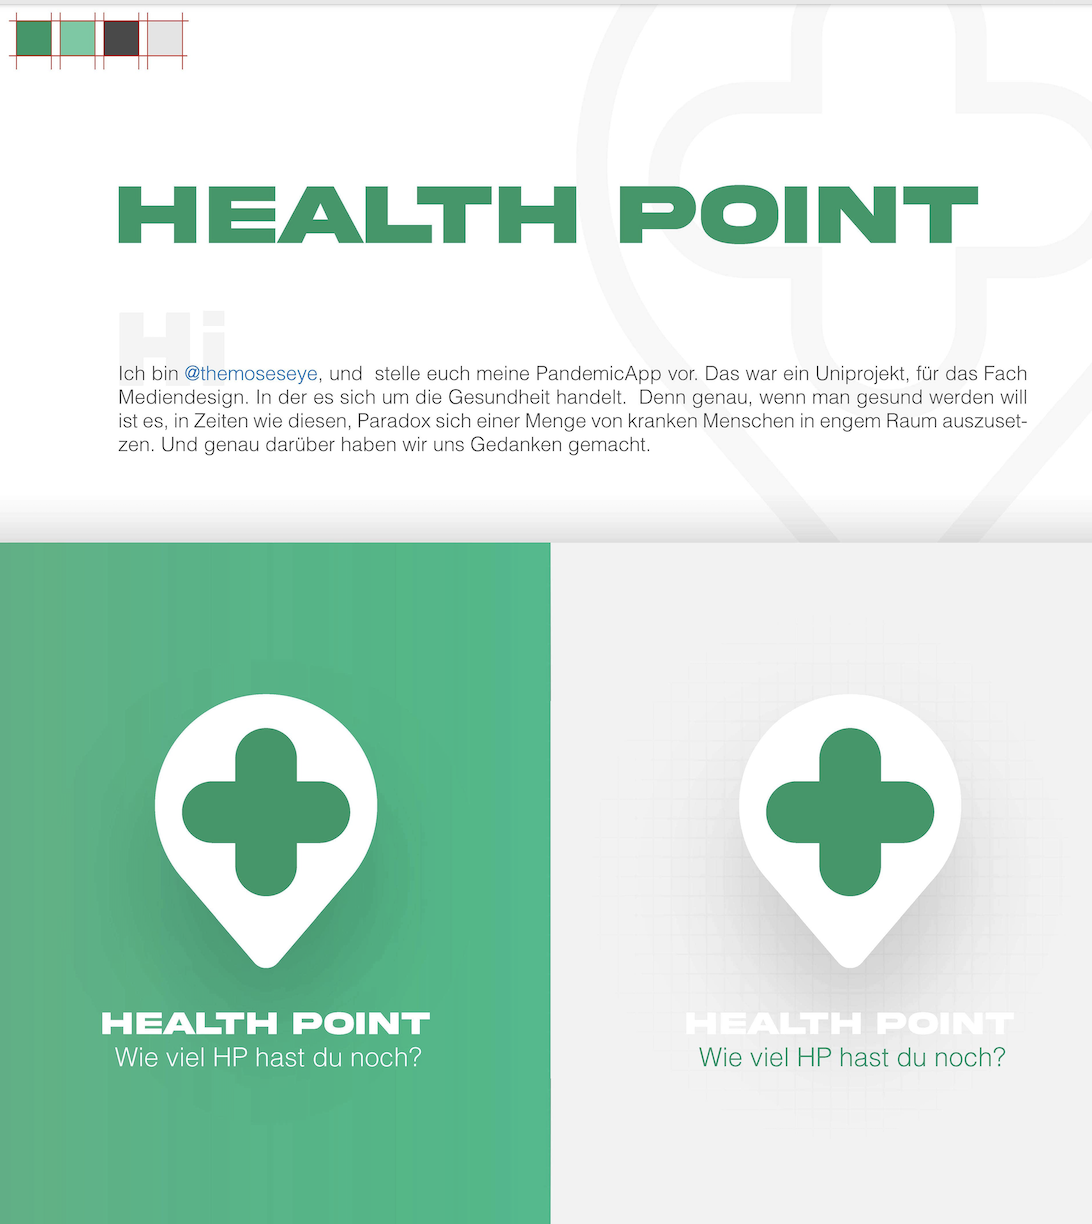 HEALTH POINT
Hi
Ich bin @themoseseye, und  stelle euch meine PandemicApp vor. Das war ein Uniprojekt, für das Fach
Mediendesign. In der es sich um die Gesundheit handelt.  Denn genau, wenn man gesund werden will
ist es, in Zeiten wie diesen, Paradox sich einer Menge von kranken Menschen in engem Raum auszuset-
zen. Und genau darüber haben wir uns Gedanken gemacht.
HEALTH POINT
Wie viel HP hast du noch?
HEALTH POINT
Wie viel HP hast du noch?